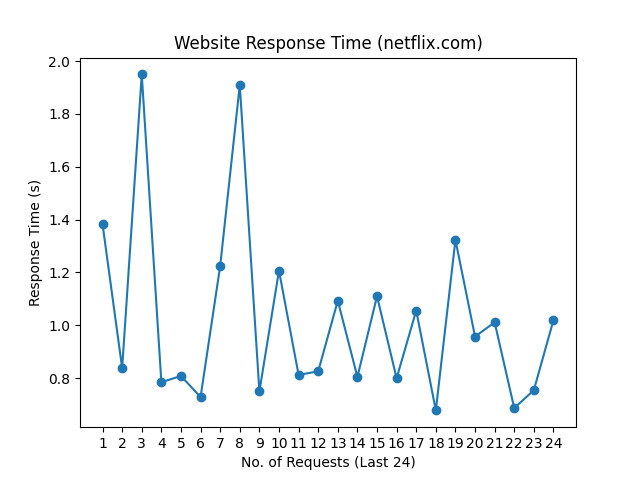 Website Response Time (netflix.com)
2.0
1.8
1.6
1.4
1.2
1.0
0.8
Response Time (s)
1 2 3 4 5 6 7 8 9 10 11 12 13 14 15 16 17 18 19 20 21 22 23 24
No. of Requests (Last 24)